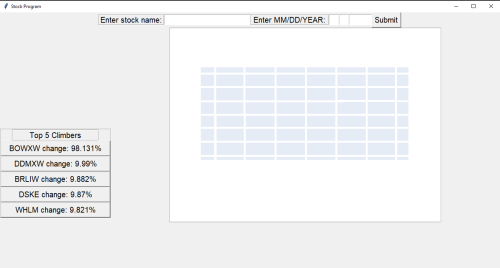 Stock Program
Enter stock name: Enter MM/DD/YEAR: Submit
Top 5 Climbers
BOWXW change: 98.131%
DDMXW change: 9.99%
BRLIW change: 9.882%
DSKE change: 9.87%
WHLM change: 9.821%